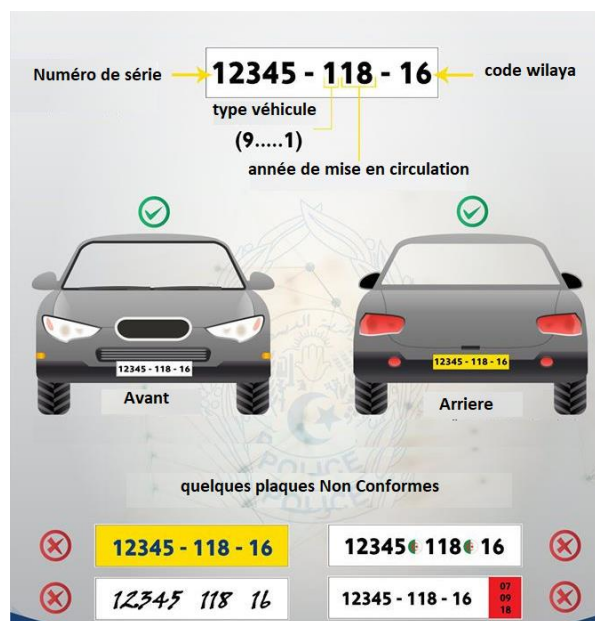 Numéro de série
12345 - 118 - 16
code wilaya
type véhicule
(9.....1)
année de mise en circulation
12345 - 118 - 16
12345 - 118 - 16
Avant
Arriere
POLICE
POLICE
quelques plaques Non Conformes
12345 - 118 - 16
12345 118 16
12345 118 16
12345 - 118 - 16
07
09
18